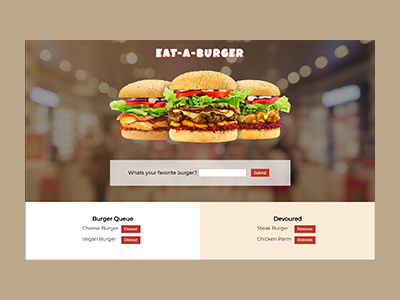 EAT-A-BURGER
Whats your favorite burger? Submit
Burger Queue
Cheese Burger Devour
Vegan Burger Devour
Devoured
Steak Burger Remove
Chicken Parm Remove